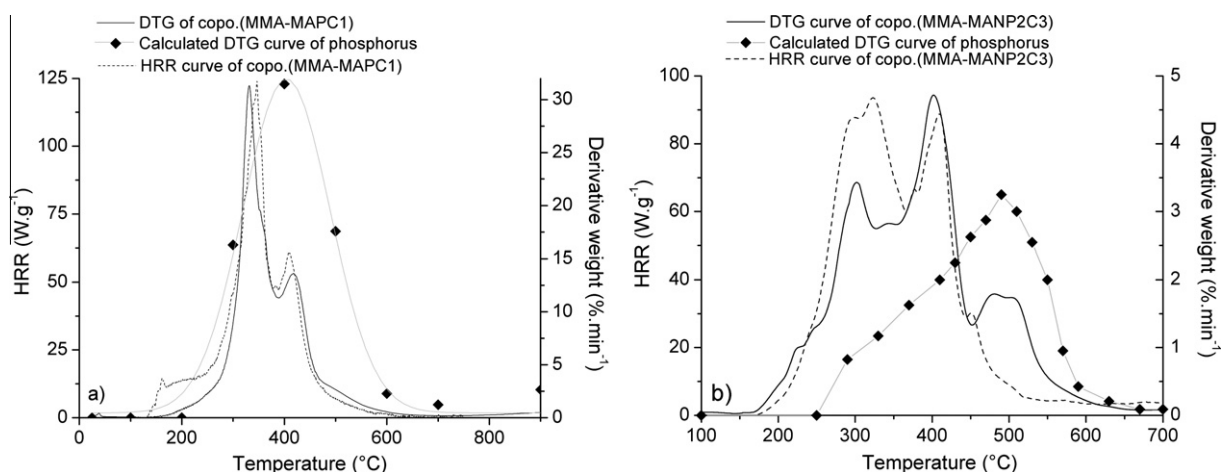 DTG of copo.(MMA-MAPC1)
Calculated DTG curve of phosphorus
HRR curve of copo.(MMA-MAPC1)
125
100
75
50
25
0
HRR (W.g-1)
30
25
20
15
10
5
0
Derivative weight (%.min-1)
a)
0
200
400
600
800
Temperature (°C)
DTG curve of copo.(MMA-MANP2C3)
Calculated DTG curve of phosphorus
HRR curve of copo.(MMA-MANP2C3)
100
80
60
40
20
0
HRR (W.g-1)
5
4
3
2
1
0
Derivative weight (%.min-1)
b)
100
200
300
400
500
600
700
Temperature (°C)